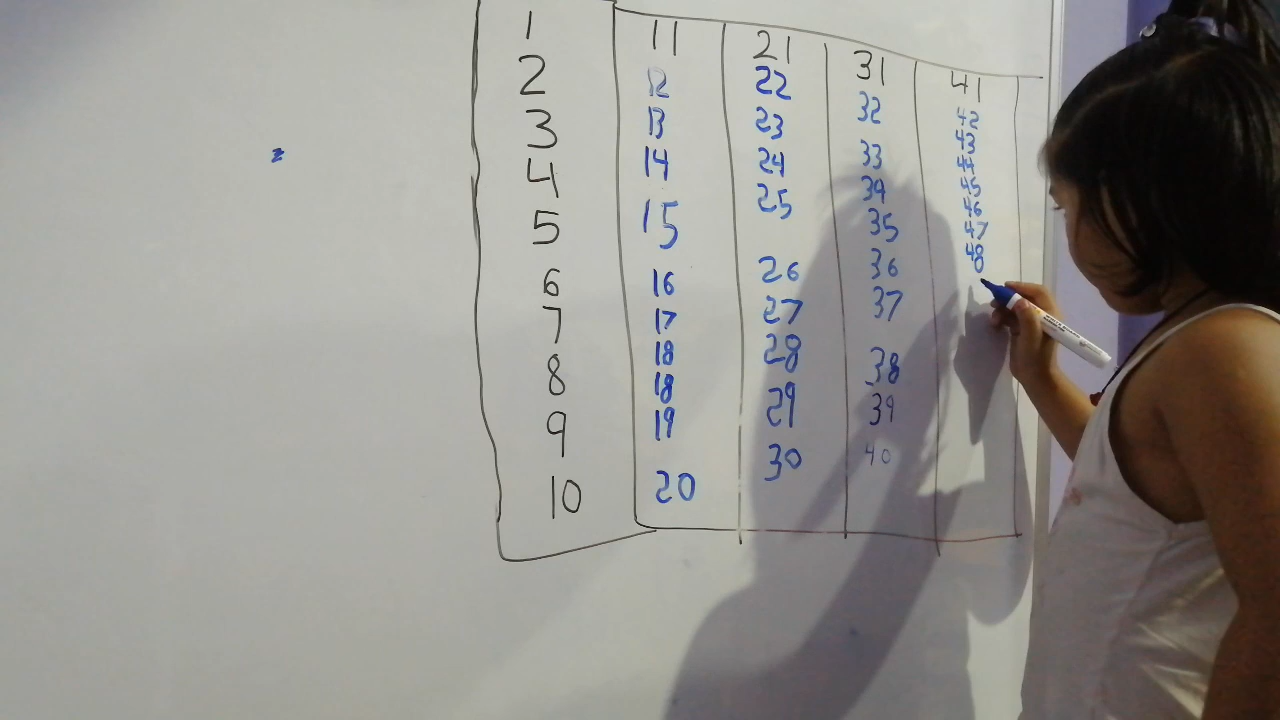 1 11 21 31 41
2 12 22 32 42
3 13 23 33 43
4 14 24 34 44
5 15 25 35 45
6 16 26 36 46
7 17 27 37 47
8 18 28 38 48
18
9 19 29 39
10 20 30 40